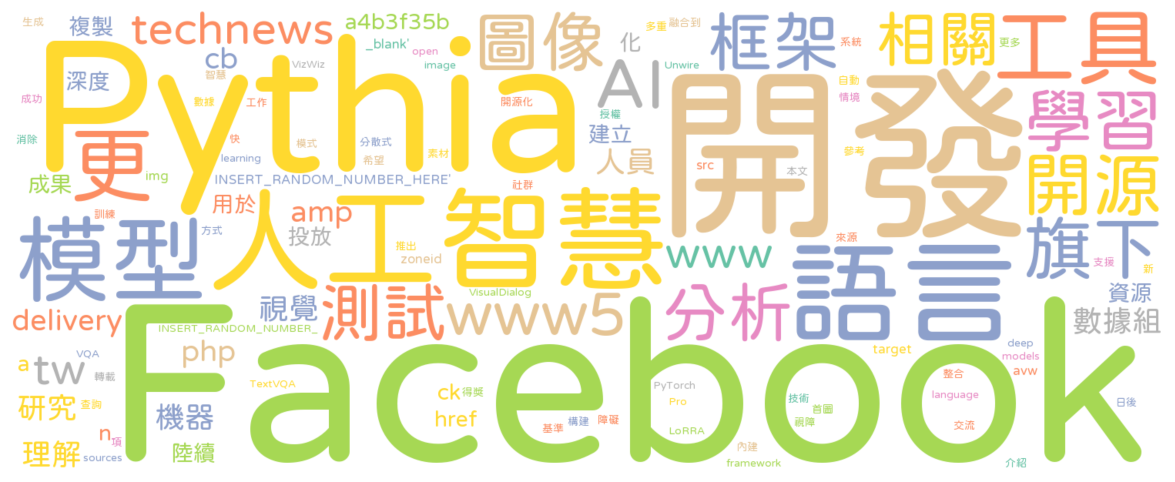 複製 technews a4b3f35b 圖像 化 多重 融合到 框架 系統 相關 更多 工具
生成
Pythia
_blank'
cb VizWiz open image
深度 智慧
AI Unwire 自動 情境
開發
學習
成功 數據 工作 開源化 授權
消除 更 快 模式 分散式 希望 素材 建立 人員 src 本文 參考
開源
learning
成果 img INSERT_RANDOM_NUMBER_HERE' 社群
訓練 用於 amp
人工智慧
模型 方式 投放 推出 zoneid www 來源 語言 旗下 支援 新
delivery 視覺 測試 VisualDialog www5 分析 資源
INSERT_RANDOM_NUMBER_ 數據組
Facebook
VQA php target deep models
a tw 轉載 avw
TextVQA ck 得獎 PyTorch Pro 技術 首圖 整合 language
研究 查詢 機器 href 基準 構建 障礙 LoRRA 視障 交流 日後
n 項
理解 sources 陸續 內建 framework 介紹